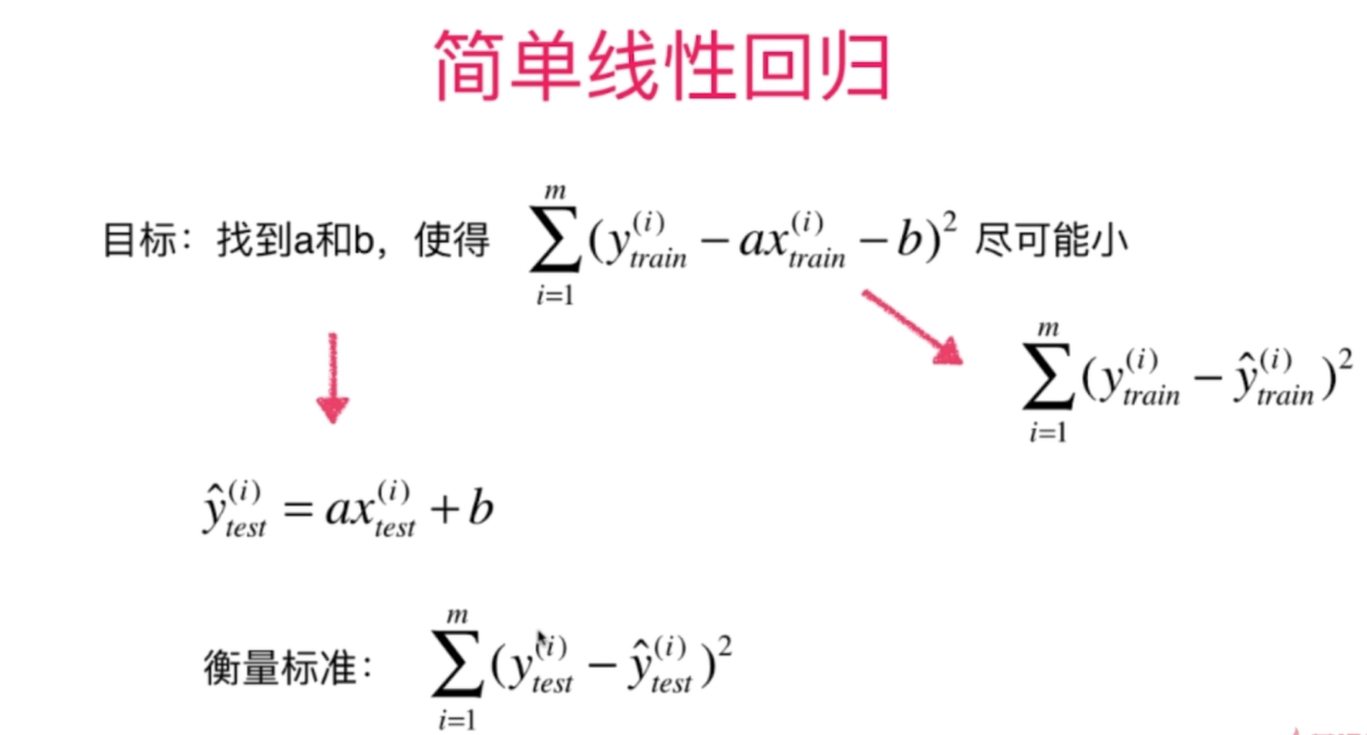 简单线性回归
目标：找到a和b，使得 $\sum_{i=1}^{m}(y_{train}^{(i)} - ax_{train}^{(i)} - b)^2$ 尽可能小
$\sum_{i=1}^{m}(y_{train}^{(i)} - \hat{y}_{train}^{(i)})^2$
$\hat{y}_{test}^{(i)} = ax_{test}^{(i)} + b$
衡量标准： $\sum_{i=1}^{m}(y_{test}^{(i)} - \hat{y}_{test}^{(i)})^2$